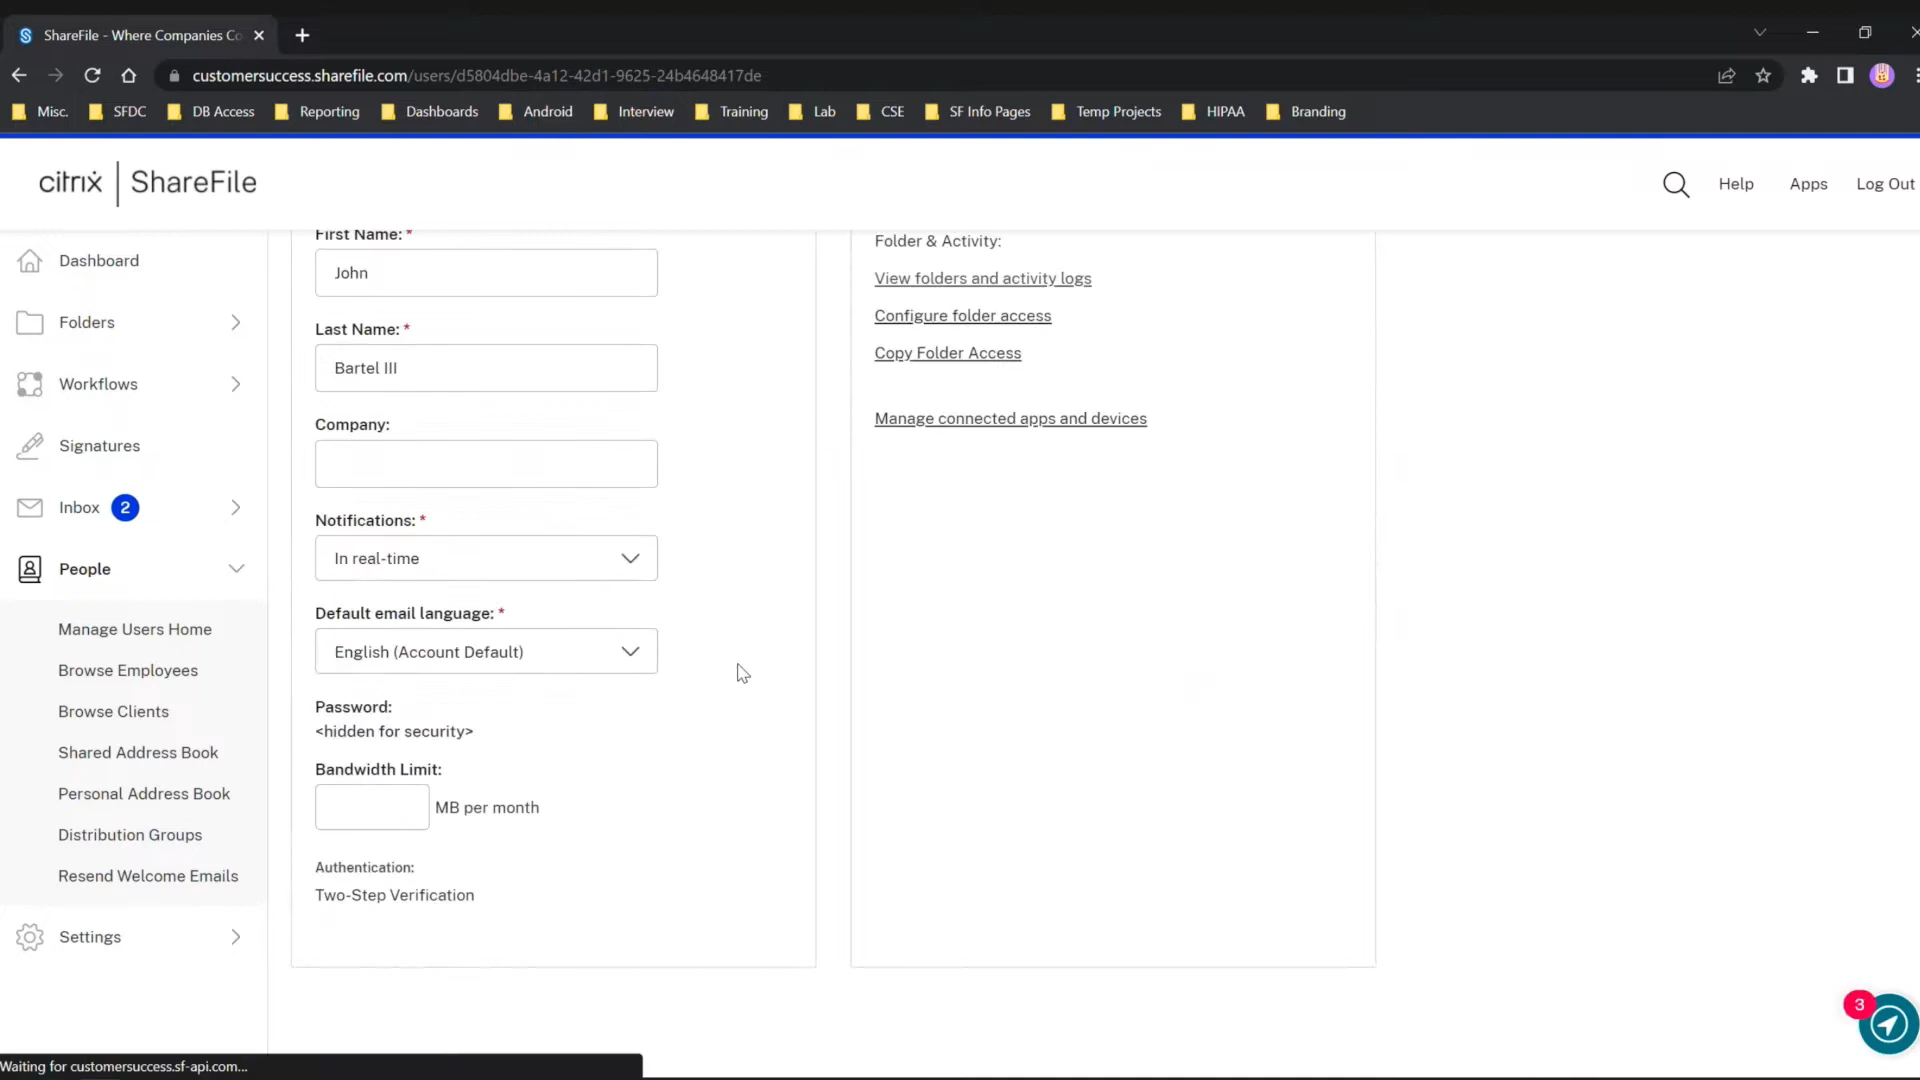 ShareFile - Where Companies Co
customersuccess.sharefile.com/users/d5804dbe-4a12-42d1-9625-24b4648417de
Misc. SFDC DB Access Reporting Dashboards Android Interview Training Lab CSE SF Info Pages Temp Projects HIPAA Branding
citrix | ShareFile
Help Apps Log Out
Dashboard
Folders
Workflows
Signatures
Inbox 2
People
Manage Users Home
Browse Employees
Browse Clients
Shared Address Book
Personal Address Book
Distribution Groups
Resend Welcome Emails
Settings
First Name: *
John
Last Name: *
Bartel III
Company:
Notifications: *
In real-time
Default email language: *
English (Account Default)
Password:
<hidden for security>
Bandwidth Limit:
MB per month
Authentication:
Two-Step Verification
Folder & Activity:
View folders and activity logs
Configure folder access
Copy Folder Access
Manage connected apps and devices
3
Waiting for customersuccess.sf-api.com...